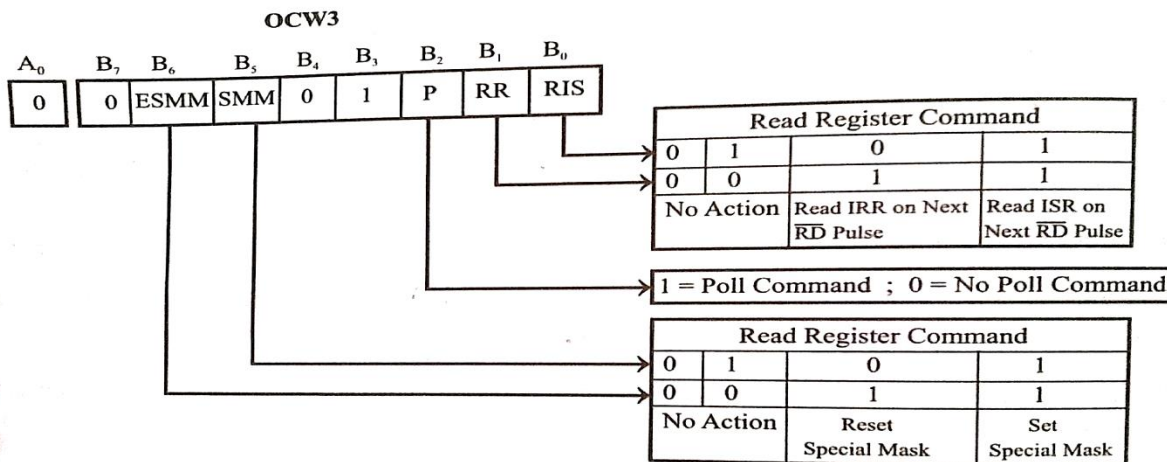 OCW3
A₀ B₇ B₆ B₅ B₄ B₃ B₂ B₁ B₀
0 0 ESMM SMM 0 1 P RR RIS
Read Register Command
0 1 0 1
0 0 1 1
No Action Read IRR on Next R̅D̅ Pulse Read ISR on Next R̅D̅ Pulse
1 = Poll Command ; 0 = No Poll Command
Read Register Command
0 1 0 1
0 0 1 1
No Action Reset Special Mask Set Special Mask